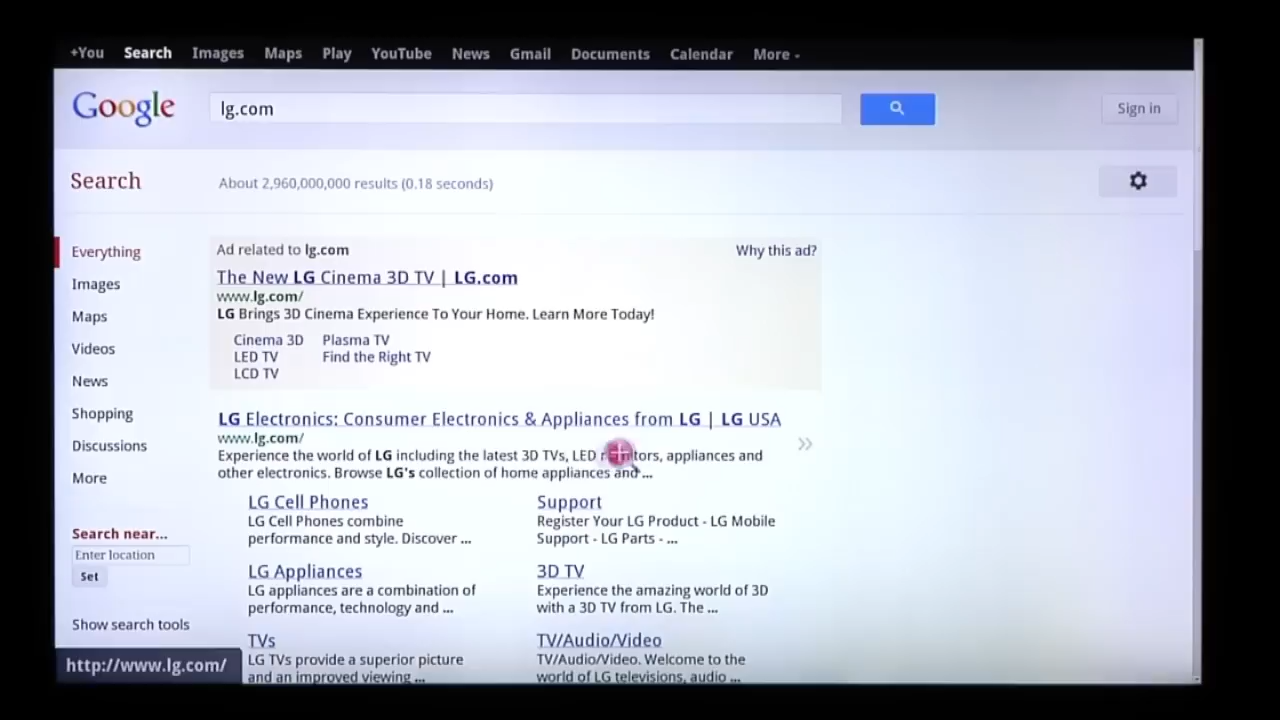 +You Search Images Maps Play YouTube News Gmail Documents Calendar More
Google lg.com Sign in
Search About 2,960,000,000 results (0.18 seconds)
Everything
Images
Maps
Videos
News
Shopping
Discussions
More
Search near...
Enter location
Set
Show search tools
Ad related to lg.com Why this ad?
The New LG Cinema 3D TV | LG.com
www.lg.com/
LG Brings 3D Cinema Experience To Your Home. Learn More Today!
Cinema 3D Plasma TV
LED TV Find the Right TV
LCD TV
LG Electronics: Consumer Electronics & Appliances from LG | LG USA
www.lg.com/
Experience the world of LG including the latest 3D TVs, LED appliances and
other electronics. Browse LG's collection of home appliances and ...
LG Cell Phones
LG Cell Phones combine
performance and style. Discover ...
Support
Register Your LG Product - LG Mobile
Support - LG Parts - ...
LG Appliances
LG appliances are a combination of
performance, technology and ...
3D TV
Experience the amazing world of 3D
with a 3D TV from LG. The ...
TVs
LG TVs provide a superior picture
and an improved viewing ...
TV/Audio/Video
TV/Audio/Video. Welcome to the
world of LG televisions, audio ...
http://www.lg.com/